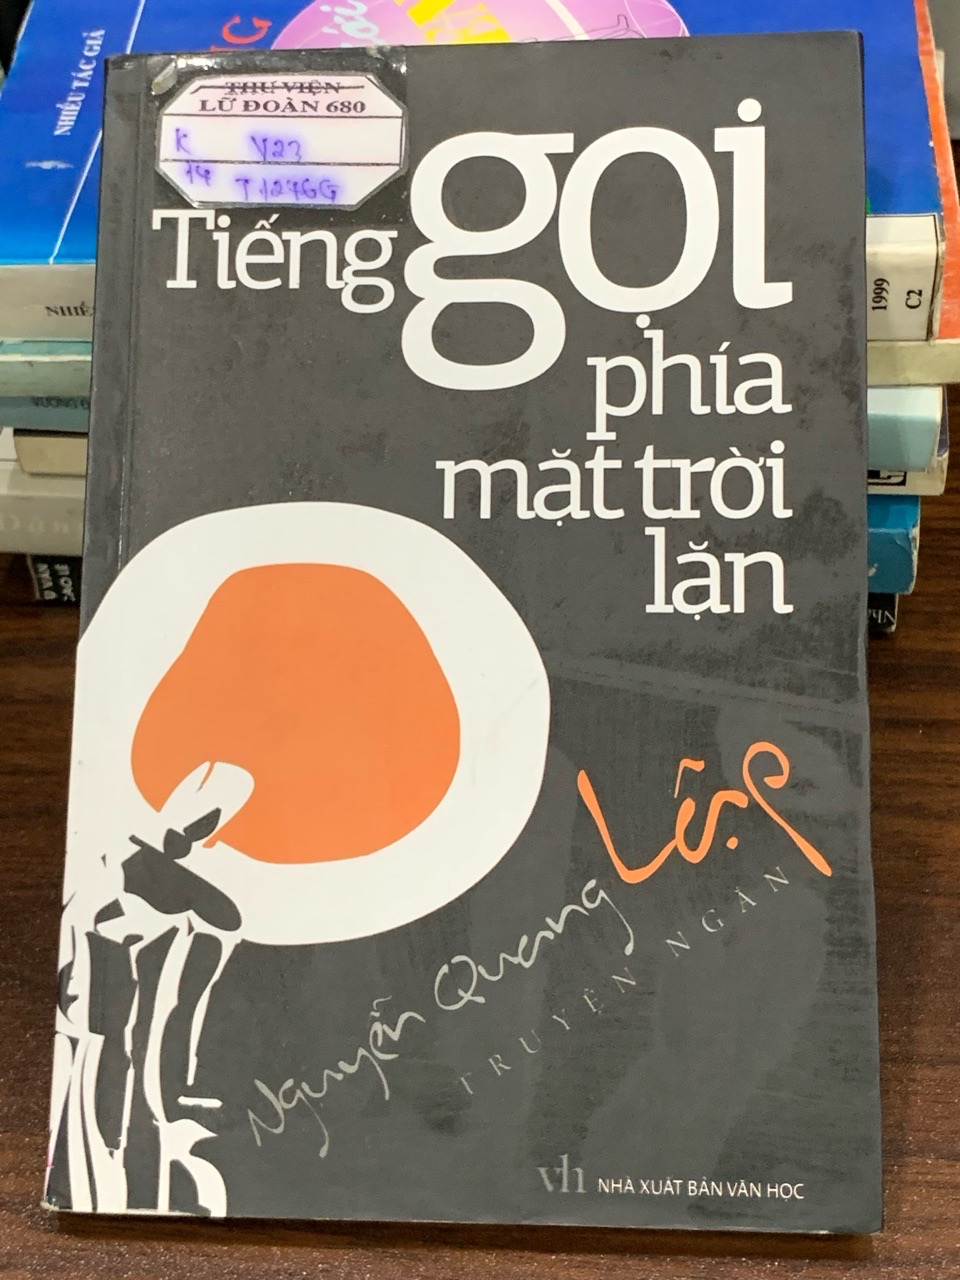 NHIỀU TÁC GIẢ
THƯ VIỆN
LỮ ĐOÀN 680
K V23
14 T1246G
Tiếng gọi
phía
mặt trời
lặn
Nguyễn Quang Lập
TRUYỆN NGẮN
vh NHÀ XUẤT BẢN VĂN HỌC
1999
C2